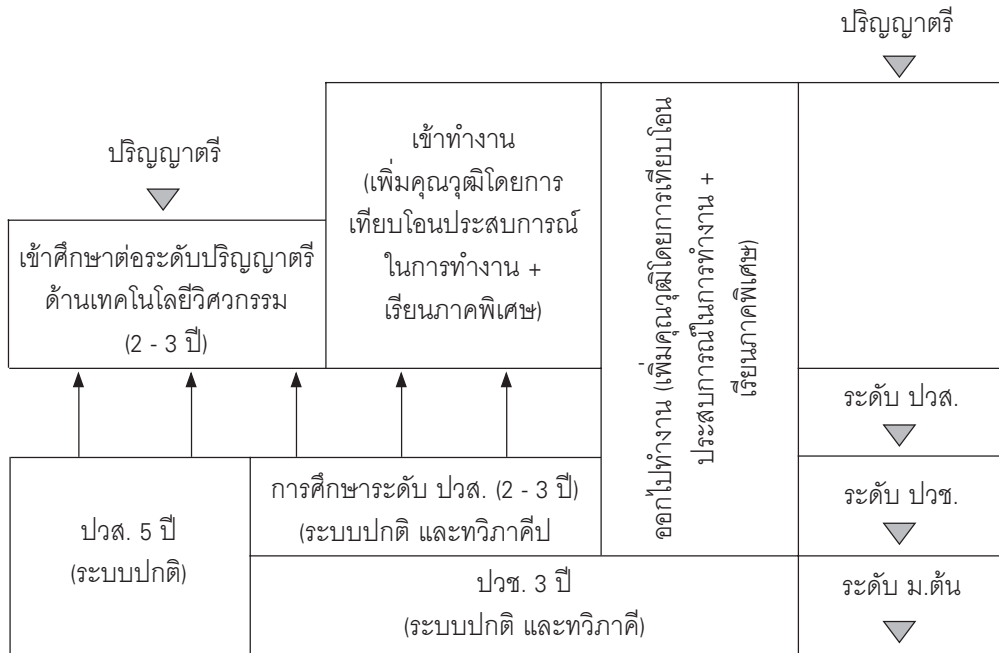 ปริญญาตรี
ปริญญาตรี
เข้าศึกษาต่อระดับปริญญาตรี
ด้านเทคโนโลยีวิศวกรรม
(2 - 3 ปี)
เข้าทำงาน
(เพิ่มคุณวุฒิโดยการ
เทียบโอนประสบการณ์
ในการทำงาน +
เรียนภาคพิเศษ)
ออกไปทำงาน (เพิ่มคุณวุฒิโดยการเทียบโอน
ประสบการณ์ในการทำงาน +
เรียนภาคพิเศษ)
ระดับ ปวส.
ปวส. 5 ปี
(ระบบปกติ)
การศึกษาระดับ ปวส. (2 - 3 ปี)
(ระบบปกติ และทวิภาคีป
ระดับ ปวช.
ปวช. 3 ปี
(ระบบปกติ และทวิภาคี)
ระดับ ม.ต้น